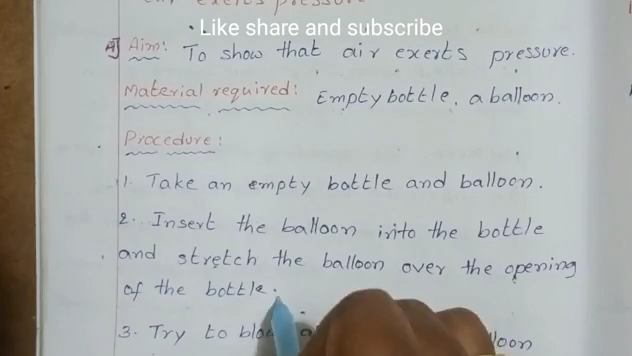 Like share and subscribe
A) Aim: To show that air exerts pressure.
Material required: Empty bottle, a balloon.
Procedure:
1. Take an empty bottle and balloon.
2. Insert the balloon into the bottle
and stretch the balloon over the opening
of the bottle.
3. Try to